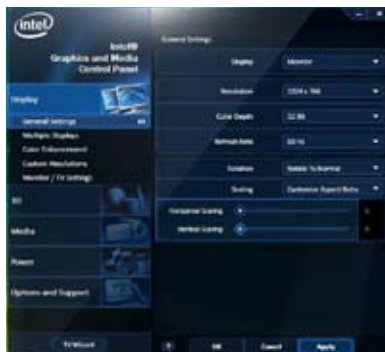 intel
Intel®
Graphics and Media
Control Panel
General Settings
Display
Monitor
Resolution
1024 x 768
Color Depth
32 Bit
Refresh Rate
60 Hz
Rotation
Rotate To Normal
Scaling
Customize Aspect Ratio
Horizontal Scaling
Vertical Scaling
Display
General Settings
Multiple Displays
Color Enhancement
Custom Resolutions
Monitor / TV Settings
3D
Media
Power
Options and Support
TV Wizard
?
OK
Cancel
Apply